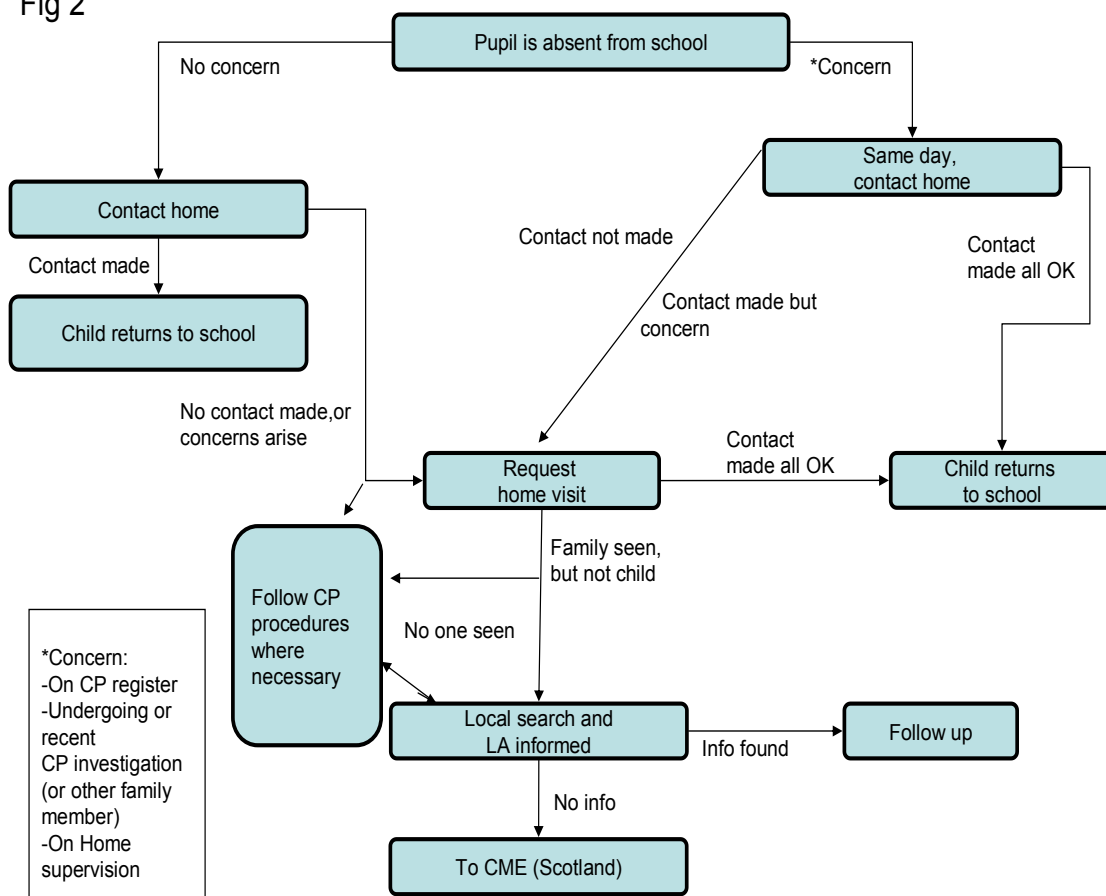 Fig 2
Pupil is absent from school
No concern
*Concern
Same day,
contact home
Contact home
Contact not made
Contact
made all OK
Contact made
Contact made but
concern
Child returns to school
No contact made,or
concerns arise
Contact
made all OK
Request
home visit
Child returns
to school
Family seen,
but not child
Follow CP
procedures
where
necessary
No one seen
*Concern:
-On CP register
-Undergoing or
recent
CP investigation
(or other family
member)
-On Home
supervision
Local search and
LA informed
Info found
Follow up
No info
To CME (Scotland)